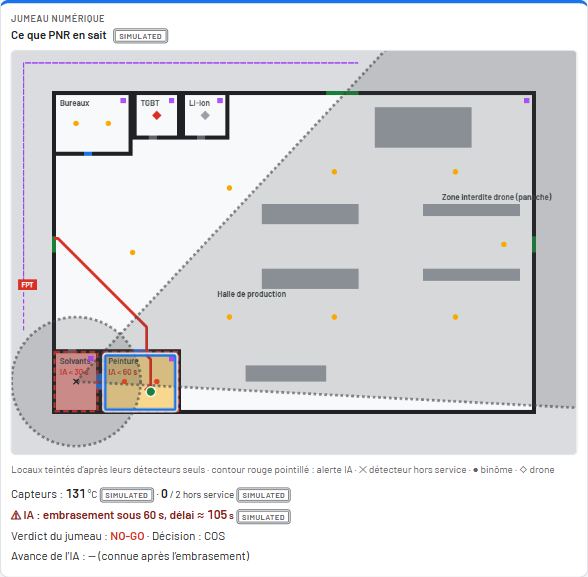 JUMEAU NUMÉRIQUE
Ce que PNR en sait SIMULATED
Bureaux
TGBT
Li-ion
Zone interdite drone (panache)
FPT
Halle de production
Solvants
IA < 30 s
Peinture
IA < 60 s
Locaux teintés d'après leurs détecteurs seuls · contour rouge pointillé : alerte IA · × détecteur hors service · ● binôme · ◇ drone
Capteurs : 131 °C SIMULATED · 0 / 2 hors service SIMULATED
⚠ IA : embrasement sous 60 s, délai ≈ 105 s SIMULATED
Verdict du jumeau : NO-GO · Décision : COS
Avance de l'IA : — (connue après l'embrasement)